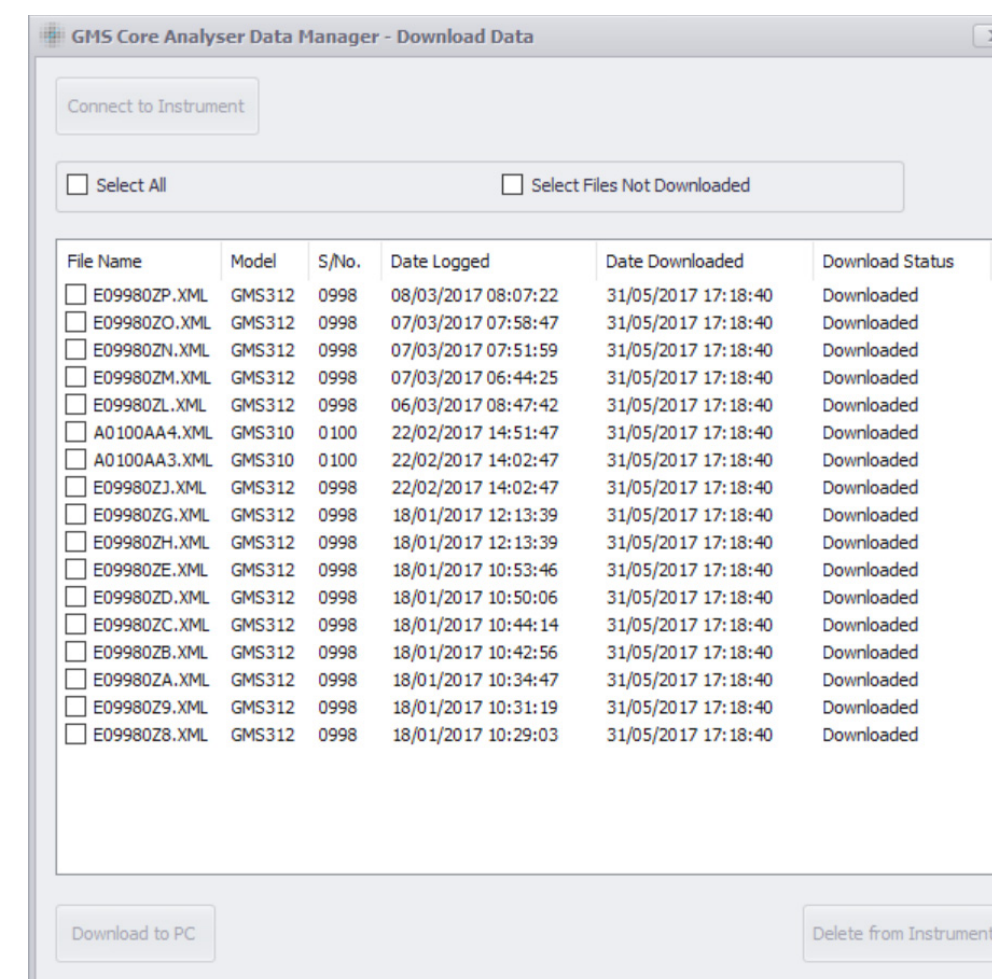 GMS Core Analyser Data Manager - Download Data
Connect to Instrument
Select All Select Files Not Downloaded
File Name Model S/No. Date Logged Date Downloaded Download Status
E09980ZP.XML GMS312 0998 08/03/2017 08:07:22 31/05/2017 17:18:40 Downloaded
E09980ZO.XML GMS312 0998 07/03/2017 07:58:47 31/05/2017 17:18:40 Downloaded
E09980ZN.XML GMS312 0998 07/03/2017 07:51:59 31/05/2017 17:18:40 Downloaded
E09980ZM.XML GMS312 0998 07/03/2017 06:44:25 31/05/2017 17:18:40 Downloaded
E09980ZL.XML GMS312 0998 06/03/2017 08:47:42 31/05/2017 17:18:40 Downloaded
A0100AA4.XML GMS310 0100 22/02/2017 14:51:47 31/05/2017 17:18:40 Downloaded
A0100AA3.XML GMS310 0100 22/02/2017 14:02:47 31/05/2017 17:18:40 Downloaded
E09980ZJ.XML GMS312 0998 22/02/2017 14:02:47 31/05/2017 17:18:40 Downloaded
E09980ZG.XML GMS312 0998 18/01/2017 12:13:39 31/05/2017 17:18:40 Downloaded
E09980ZH.XML GMS312 0998 18/01/2017 12:13:39 31/05/2017 17:18:40 Downloaded
E09980ZE.XML GMS312 0998 18/01/2017 10:53:46 31/05/2017 17:18:40 Downloaded
E09980ZD.XML GMS312 0998 18/01/2017 10:50:06 31/05/2017 17:18:40 Downloaded
E09980ZC.XML GMS312 0998 18/01/2017 10:44:14 31/05/2017 17:18:40 Downloaded
E09980ZB.XML GMS312 0998 18/01/2017 10:42:56 31/05/2017 17:18:40 Downloaded
E09980ZA.XML GMS312 0998 18/01/2017 10:34:47 31/05/2017 17:18:40 Downloaded
E09980Z9.XML GMS312 0998 18/01/2017 10:31:19 31/05/2017 17:18:40 Downloaded
E09980Z8.XML GMS312 0998 18/01/2017 10:29:03 31/05/2017 17:18:40 Downloaded
Download to PC Delete from Instrument